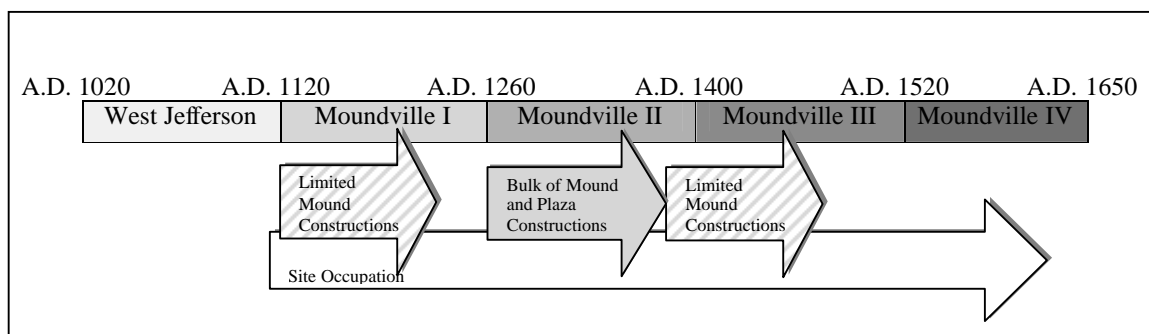 A.D. 1020 A.D. 1120 A.D. 1260 A.D. 1400 A.D. 1520 A.D. 1650
West Jefferson Moundville I Moundville II Moundville III Moundville IV
Limited
Mound
Constructions
Bulk of Mound
and Plaza
Constructions
Limited
Mound
Constructions
Site Occupation